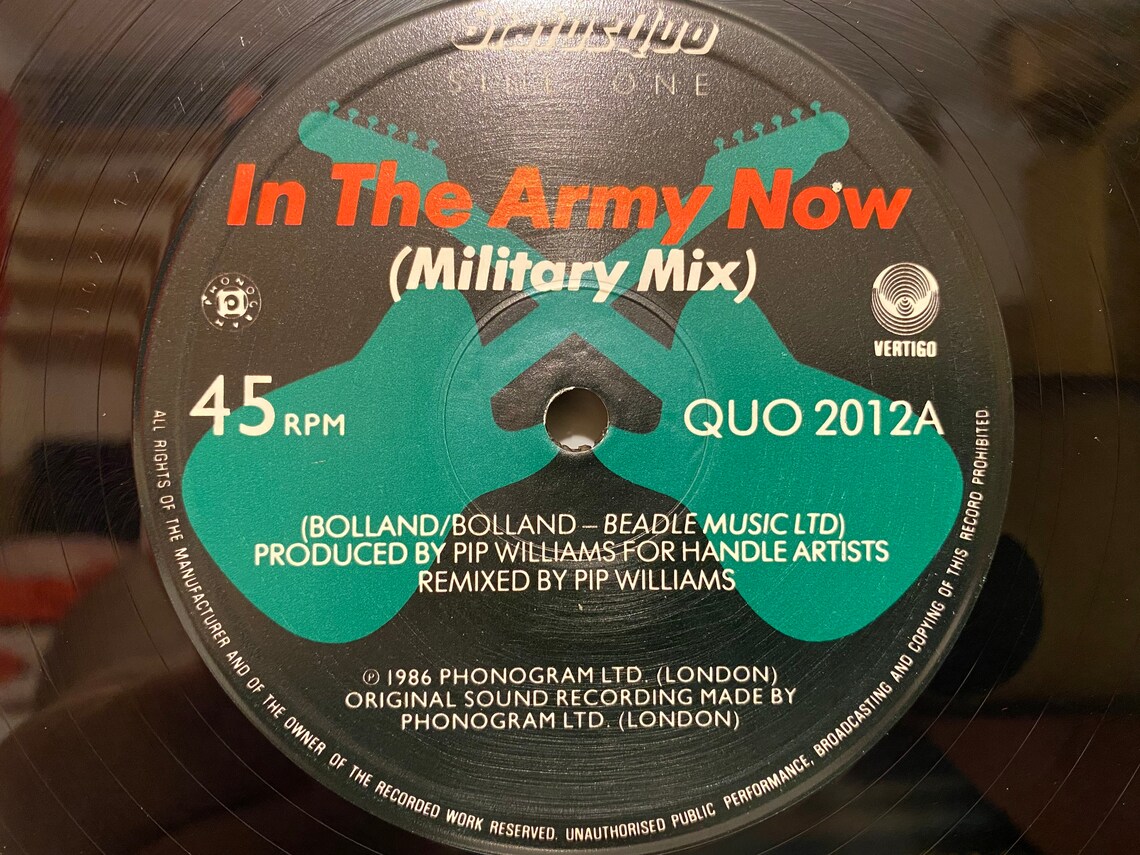 Status Quo
SIDE ONE
In The Army Now
(Military Mix)
PHONOGRAM
VERTIGO
45 RPM
QUO 2012A
(BOLLAND/BOLLAND – BEADLE MUSIC LTD)
PRODUCED BY PIP WILLIAMS FOR HANDLE ARTISTS
REMIXED BY PIP WILLIAMS
℗ 1986 PHONOGRAM LTD. (LONDON)
ORIGINAL SOUND RECORDING MADE BY
PHONOGRAM LTD. (LONDON)
ALL RIGHTS OF THE MANUFACTURER AND OF THE OWNER OF THE RECORDED WORK RESERVED. UNAUTHORISED PUBLIC PERFORMANCE, BROADCASTING AND COPYING OF THIS RECORD PROHIBITED.